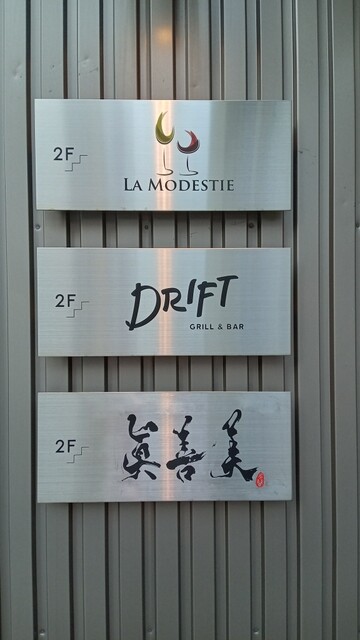 2F
LA MODESTIE
2F
DRIFT
GRILL & BAR
2F
眞善美